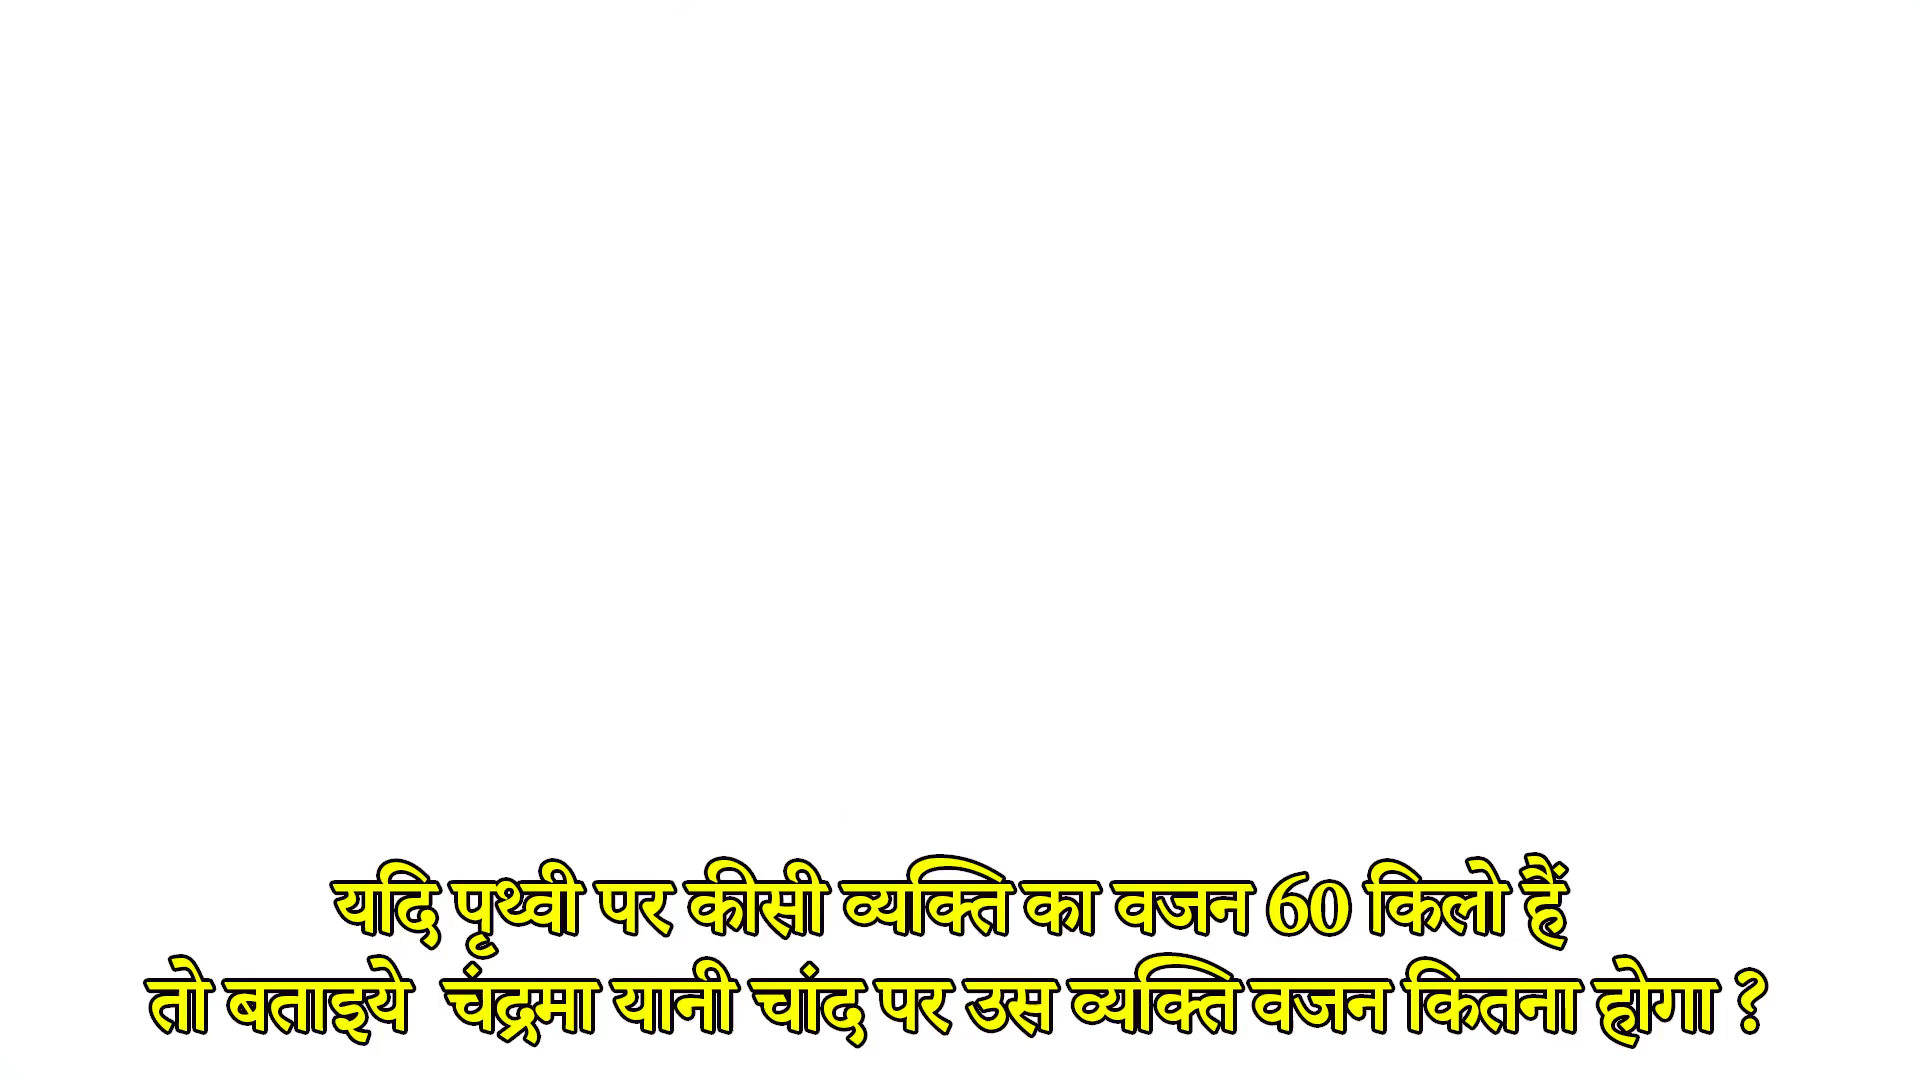 यदि पृथ्वी पर कीसी व्यक्ति का वजन 60 किलो हैं
तो बताइये चंद्रमा यानी चांद पर उस व्यक्ति वजन कितना होगा ?